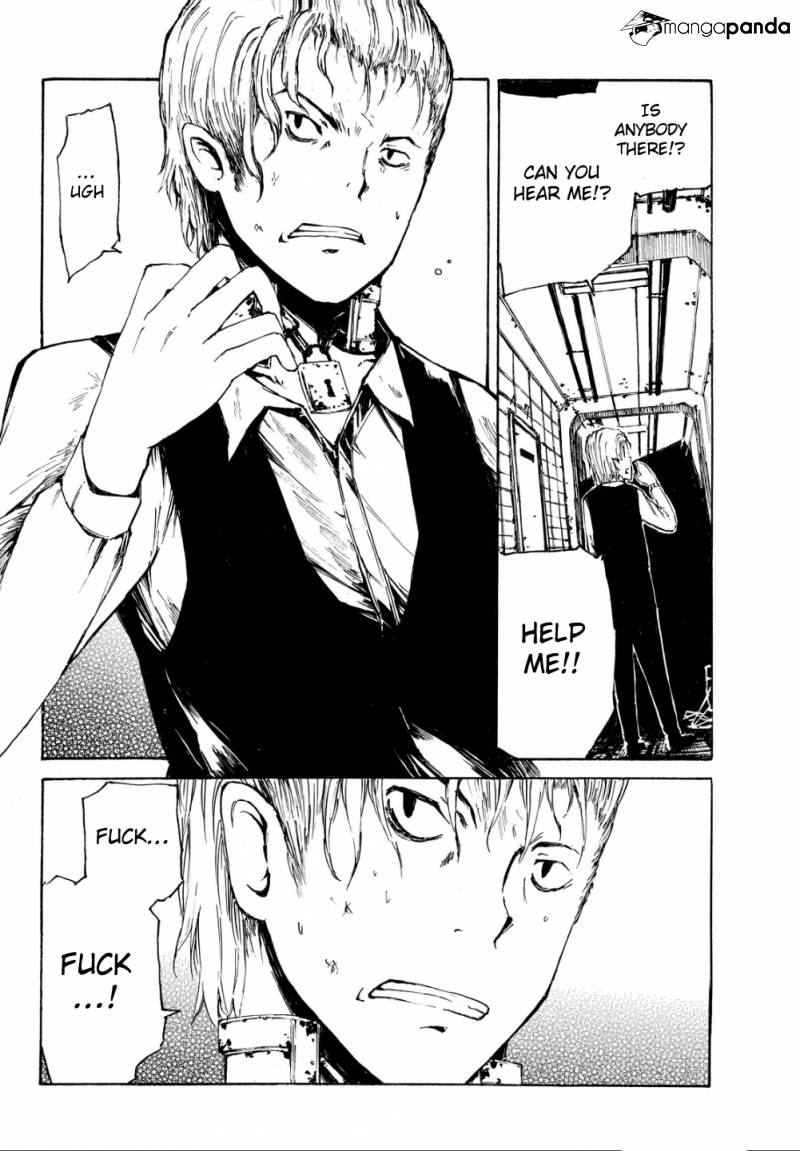 mangapanda
IS
ANYBODY
THERE!?
CAN YOU
HEAR ME!?
HELP
ME!!
...
UGH
FUCK...
FUCK
...!